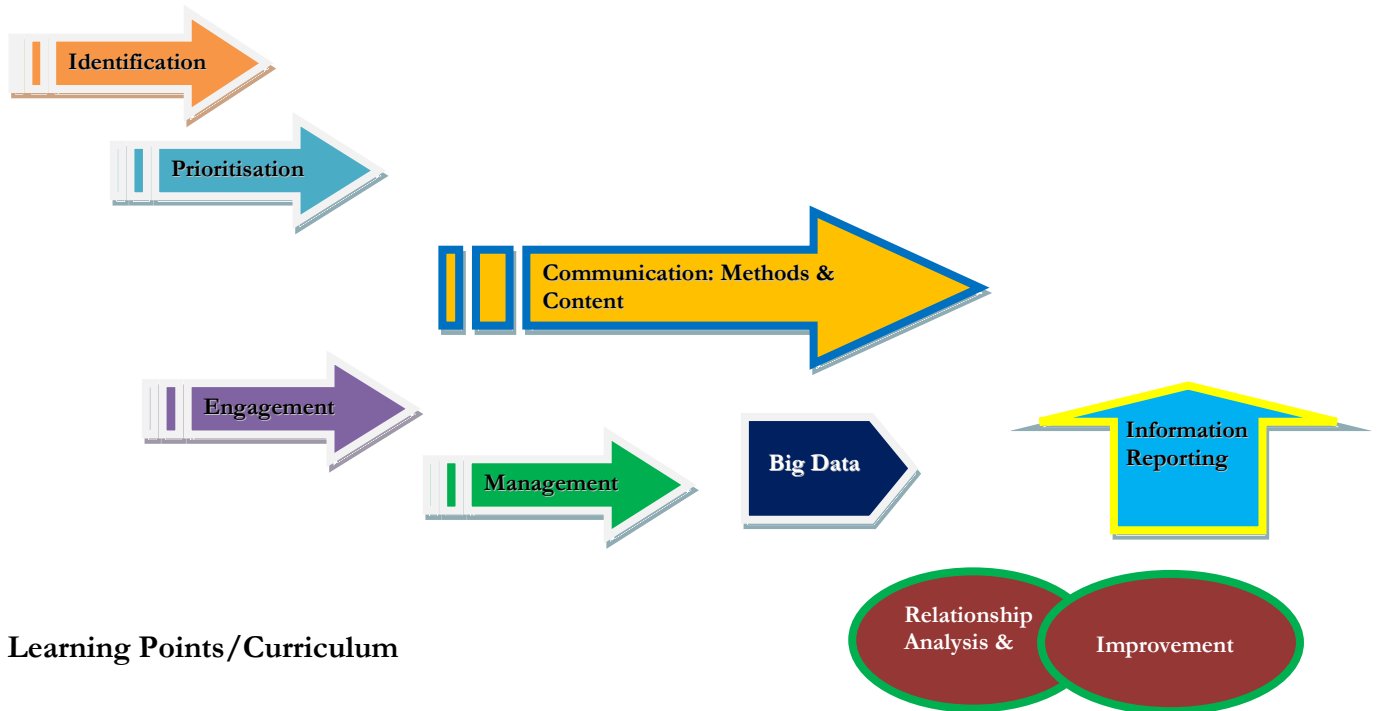 Identification
Prioritisation
Communication: Methods &
Content
Engagement
Management
Big Data
Information
Reporting
Relationship
Analysis &
Improvement
Learning Points/Curriculum